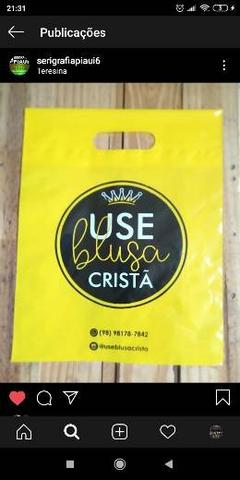 21:31
Publicações
serigrafiapiaui6
Teresina
USE
blusa
CRISTÃ
(98) 98178-7842
@useblusacrista